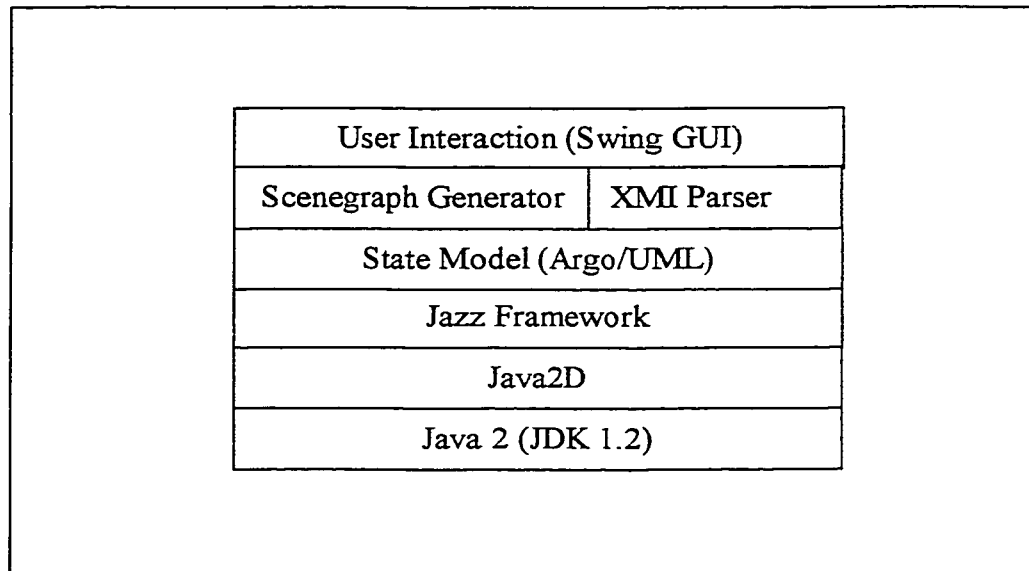 User Interaction (Swing GUI)
Scenegraph Generator
XMI Parser
State Model (Argo/UML)
Jazz Framework
Java2D
Java 2 (JDK 1.2)